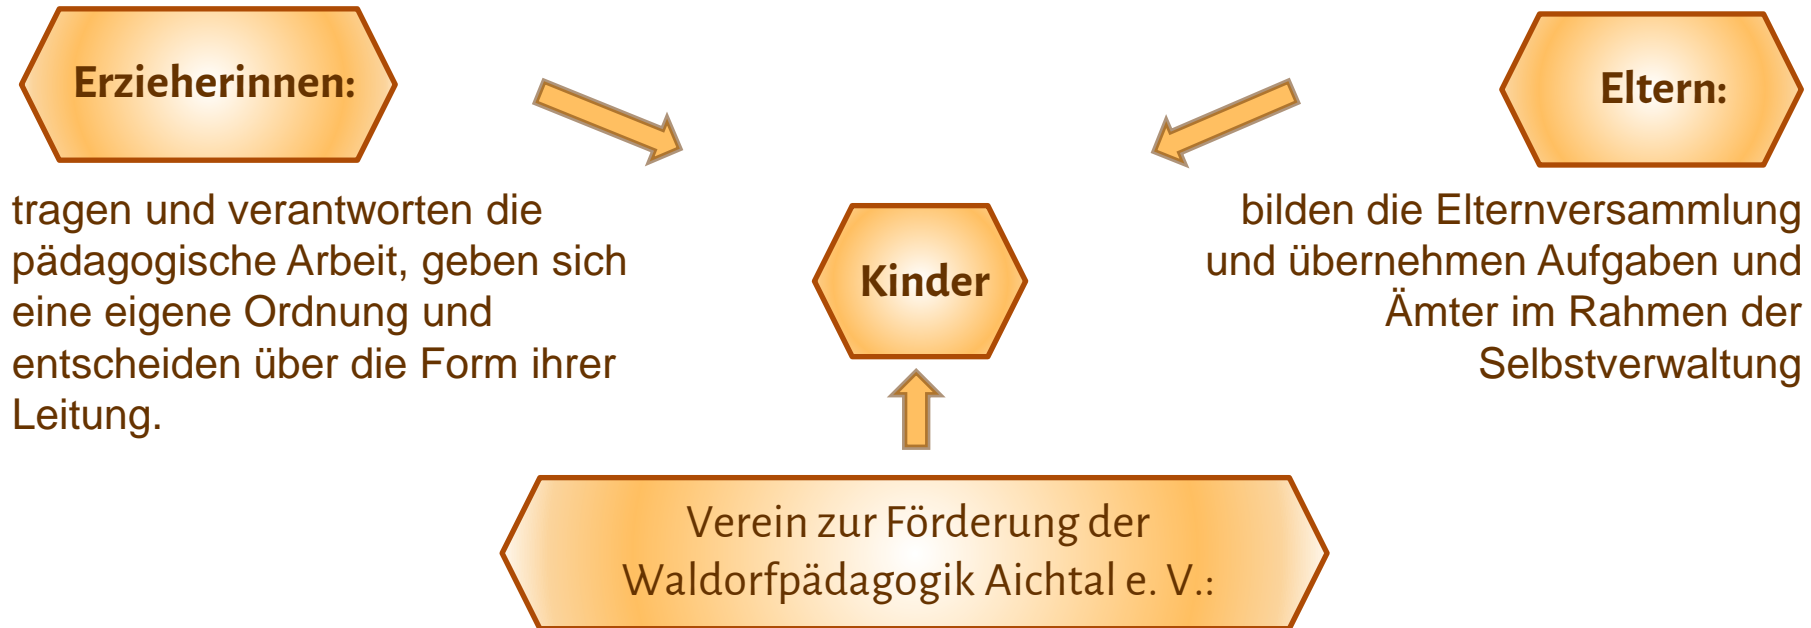 Erzieherinnen:
tragen und verantworten die
pädagogische Arbeit, geben sich
eine eigene Ordnung und
entscheiden über die Form ihrer
Leitung.
Eltern:
bilden die Elternversammlung
und übernehmen Aufgaben und
Ämter im Rahmen der
Selbstverwaltung
Kinder
Verein zur Förderung der
Waldorfpädagogik Aichtal e. V.: